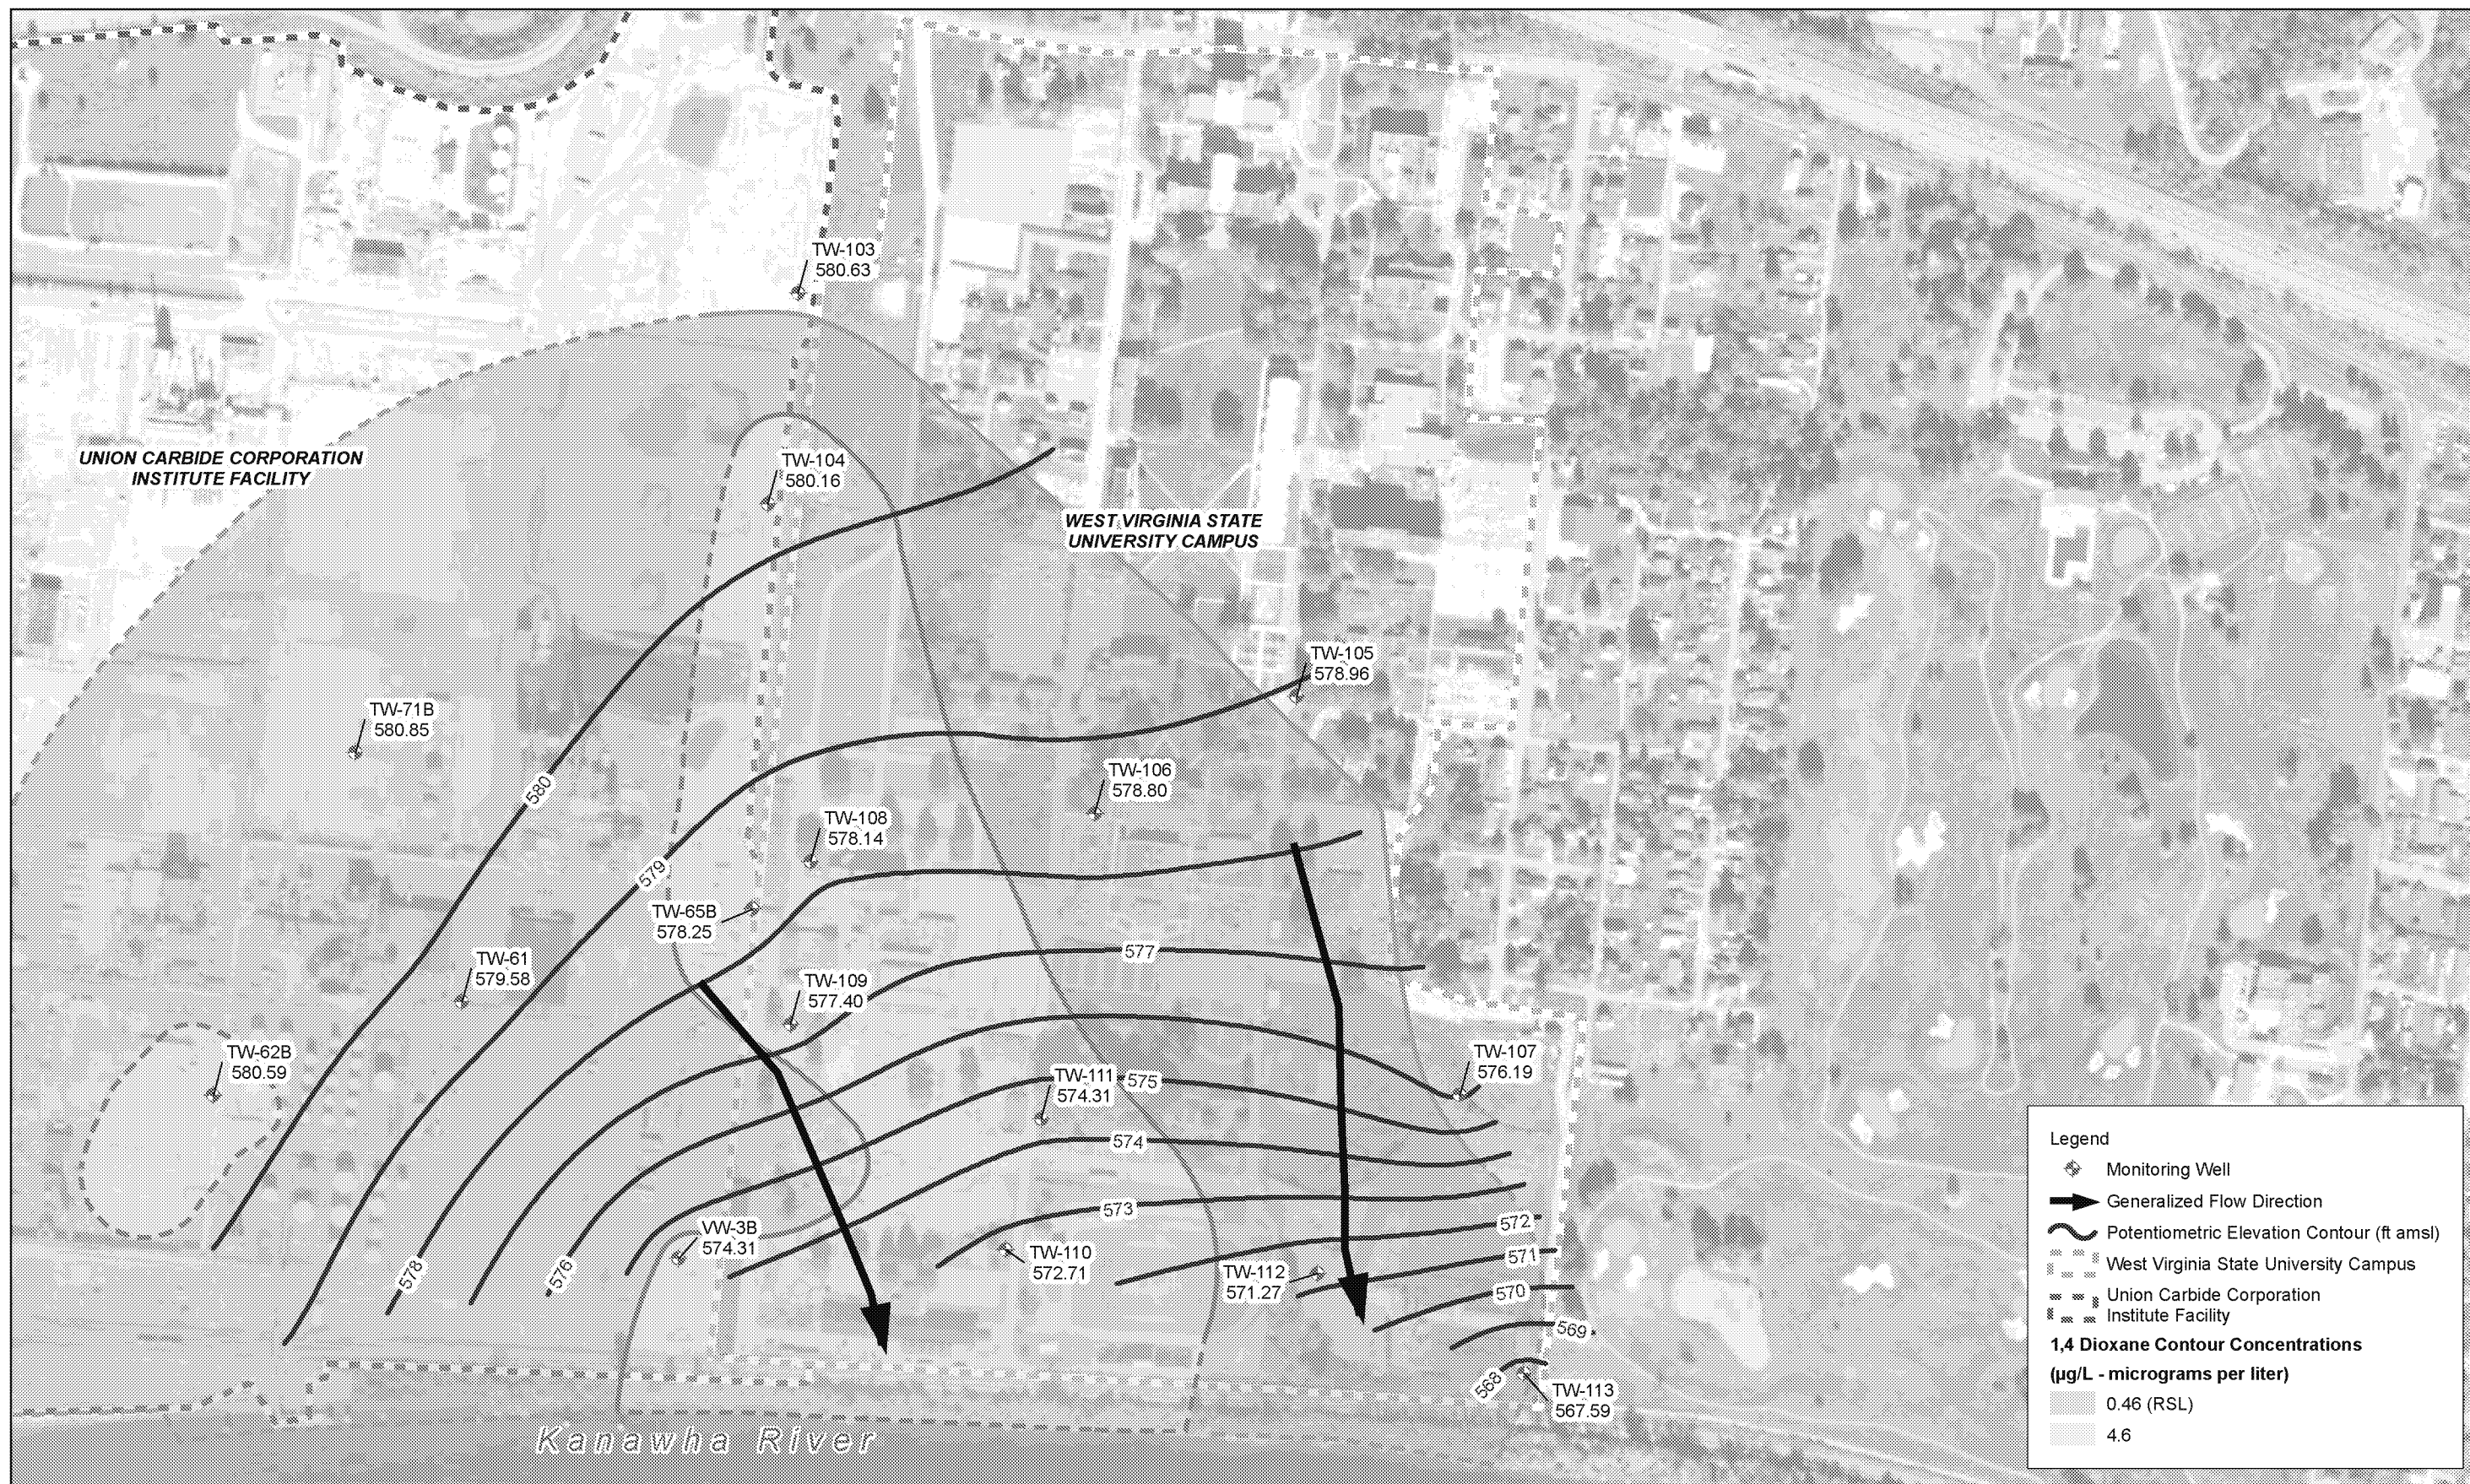 TW-103
580.63
UNION CARBIDE CORPORATION
INSTITUTE FACILITY
TW-104
580.16
WEST VIRGINIA STATE
UNIVERSITY CAMPUS
TW-105
578.96
TW-71B
580.85
580
TW-106
578.80
TW-108
578.14
579
TW-65B
578.25
TW-61
579.58
577
TW-109
577.40
TW-62B
580.59
TW-107
576.19
TW-111
574.31
575
574
573
572
VW-3B
574.31
TW-110
572.71
571
TW-112
571.27
578
576
570
569
568
TW-113
567.59
Kanawha River
Legend
Monitoring Well
Generalized Flow Direction
Potentiometric Elevation Contour (ft amsl)
West Virginia State University Campus
Union Carbide Corporation
Institute Facility
1,4 Dioxane Contour Concentrations
(µg/L - micrograms per liter)
0.46 (RSL)
4.6